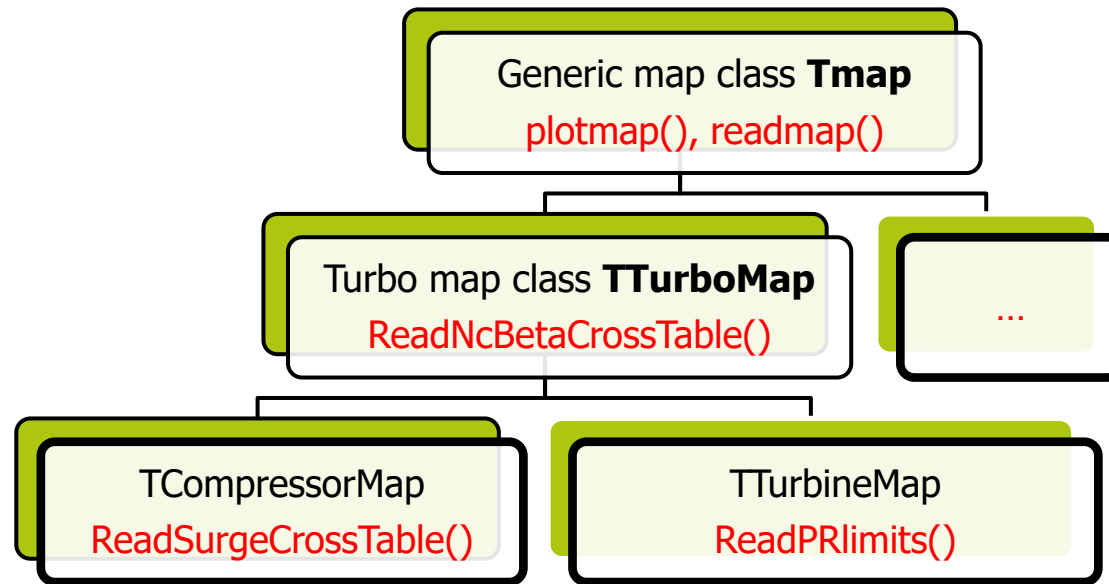 Generic map class Tmap
plotmap(), readmap()
Turbo map class TTurboMap
ReadNcBetaCrossTable()
...
TCompressorMap
ReadSurgeCrossTable()
TTurbineMap
ReadPRlimits()